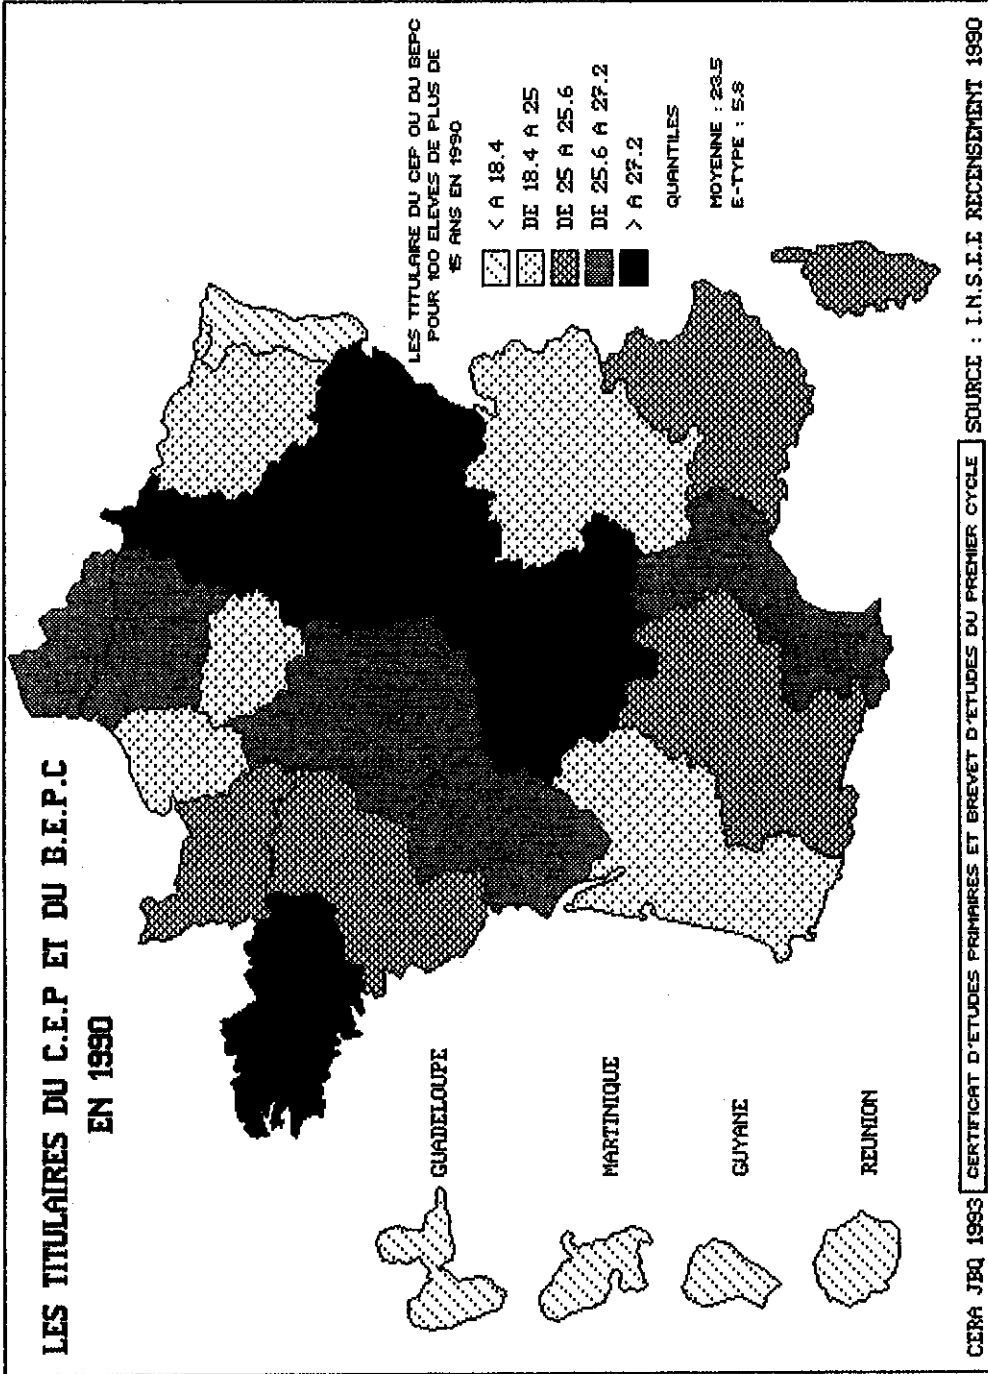 LES TITULAIRES DU C.E.P ET DU B.E.P.C
EN 1990
LES TITULAIRE DU CEP OU DU BEPC
POUR 100 ELEVES DE PLUS DE
15 ANS EN 1990
< A 18.4
DE 18.4 A 25
DE 25 A 25.6
DE 25.6 A 27.2
> A 27.2
QUANTILES
MOYENNE : 23.5
E-TYPE : 5.8
GUADELOUPE
MARTINIQUE
GUYANE
REUNION
CERA JBQ 1993 CERTIFICAT D'ETUDES PRIMAIRES ET BREVET D'ETUDES DU PREMIER CYCLE SOURCE : I.N.S.E.E RECENSEMENT 1990